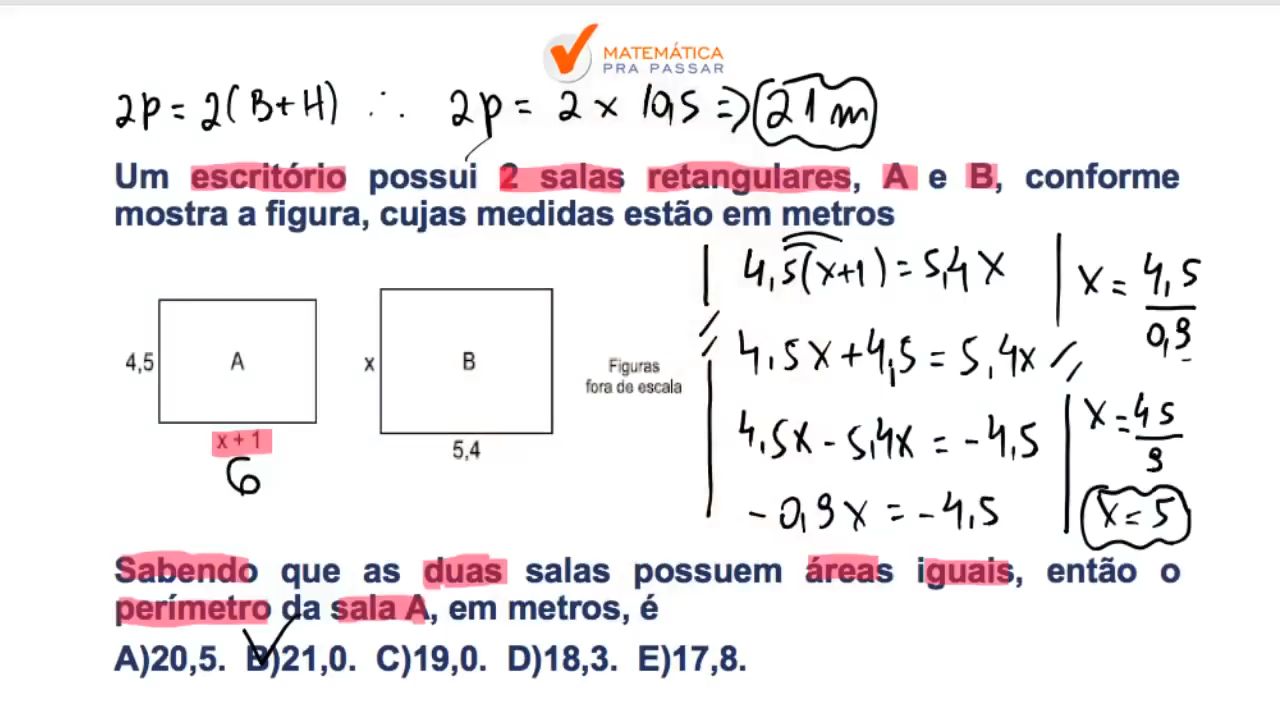 MATEMÁTICA
PRA PASSAR
2p = 2(B+H) ∴ 2p = 2 x 10,5 => 21 m
Um escritório possui 2 salas retangulares, A e B, conforme
mostra a figura, cujas medidas estão em metros
4,5
A
x + 1
6
x
B
5,4
Figuras
fora de escala
4,5(x+1) = 5,4x
4,5x + 4,5 = 5,4x
4,5x - 5,4x = -4,5
-0,9x = -4,5
x = 4,5/0,9
x = 45/9
x = 5
Sabendo que as duas salas possuem áreas iguais, então o
perímetro da sala A, em metros, é
A)20,5. B)21,0. C)19,0. D)18,3. E)17,8.